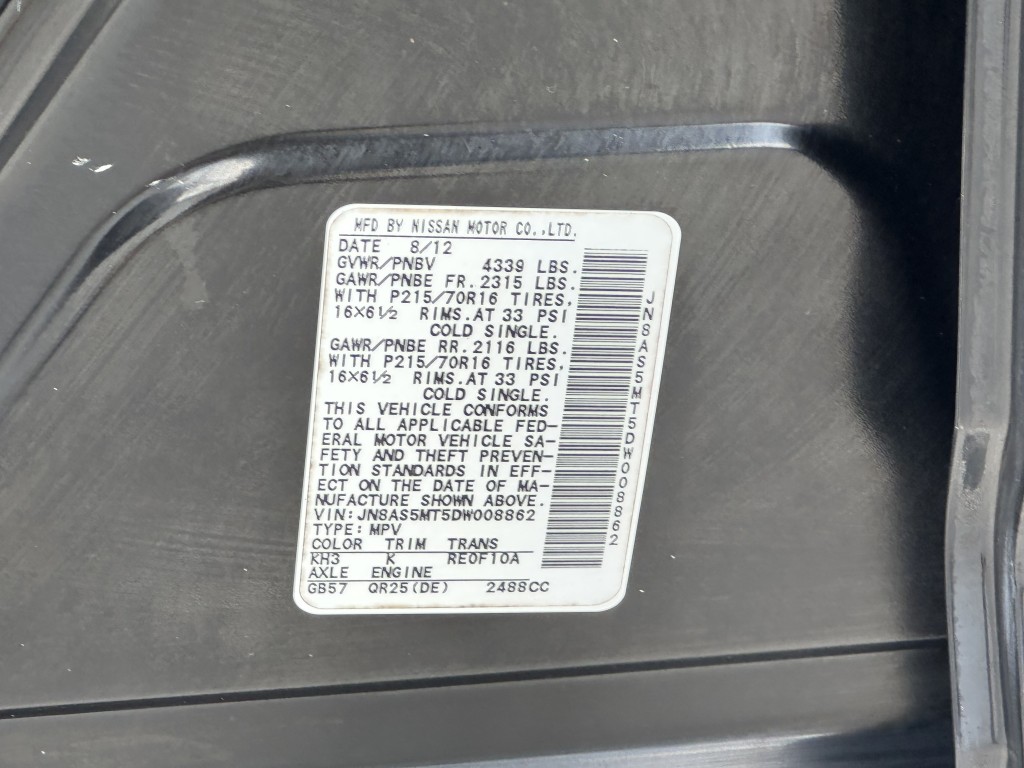 MFD BY NISSAN MOTOR CO.,LTD.
DATE 8/12
GVWR/PNBV 4339 LBS.
GAWR/PNBE FR. 2315 LBS.
WITH P215/70R16 TIRES,
16×6½ RIMS. AT 33 PSI
COLD SINGLE.
GAWR/PNBE RR. 2116 LBS.
WITH P215/70R16 TIRES,
16×6½ RIMS. AT 33 PSI
COLD SINGLE.
THIS VEHICLE CONFORMS
TO ALL APPLICABLE FED-
ERAL MOTOR VEHICLE SA-
FETY AND THEFT PREVEN-
TION STANDARDS IN EFF-
ECT ON THE DATE OF MA-
NUFACTURE SHOWN ABOVE.
VIN: JN8AS5MT5DW008862
TYPE: MPV
COLOR TRIM TRANS
KH3 K RE0F10A
AXLE ENGINE
GB57 QR25(DE) 2488CC
JN8AS5MT5DW008862